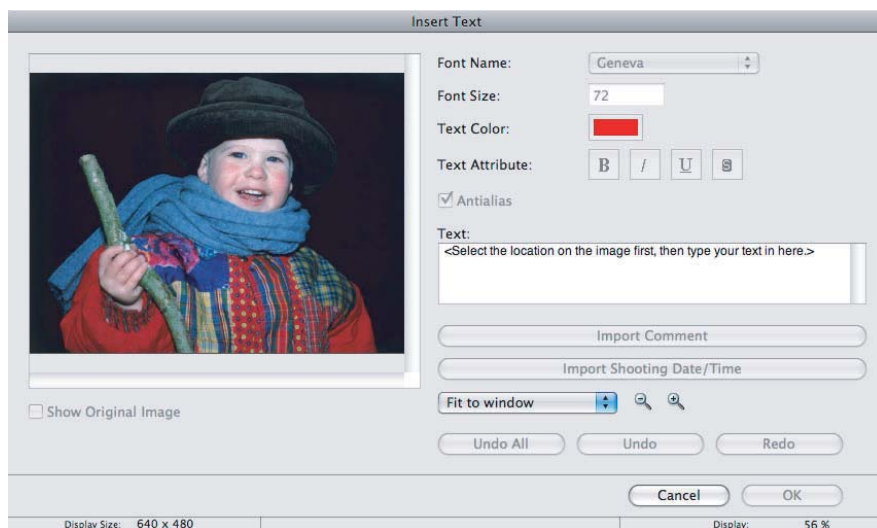 Insert Text
Font Name: Geneva
Font Size: 72
Text Color:
Text Attribute: B I U S
Antialias
Text:
<Select the location on the image first, then type your text in here.>
Import Comment
Import Shooting Date/Time
Fit to window
Show Original Image
Undo All Undo Redo
Cancel OK
Display Size: 640 x 480 Display: 56 %